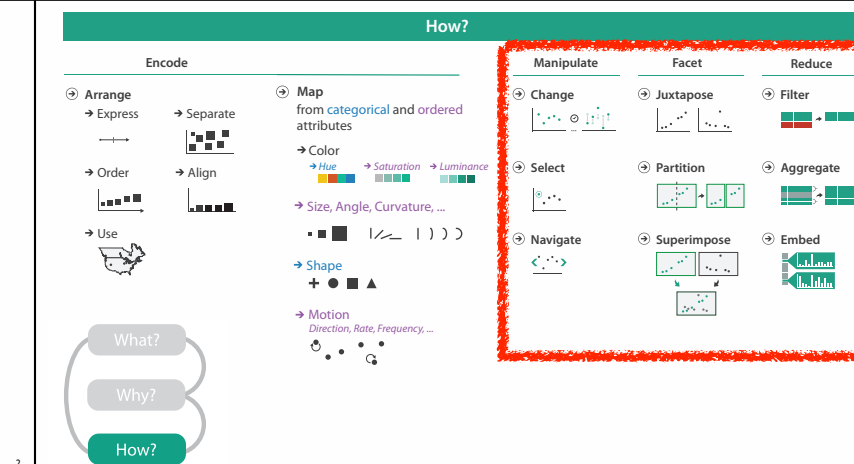 How?
Encode
Manipulate
Facet
Reduce
Arrange
Express
Separate
Order
Align
Use
Map
from categorical and ordered
attributes
Color
Hue
Saturation
Luminance
Size, Angle, Curvature, ...
Shape
Motion
Direction, Rate, Frequency, ...
Change
...
Select
Navigate
Juxtapose
Partition
Superimpose
Filter
Aggregate
Embed
What?
Why?
How?
2